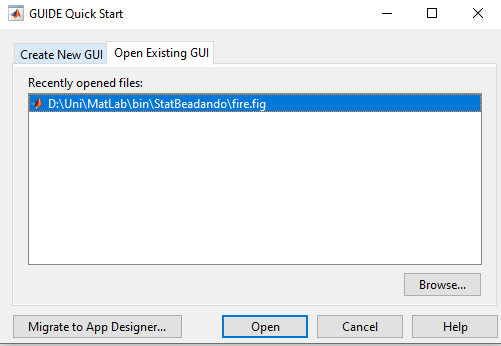 GUIDE Quick Start
Create New GUI
Open Existing GUI
Recently opened files:
D:\Uni\MatLab\bin\StatBeadando\fire.fig
Browse...
Migrate to App Designer...
Open
Cancel
Help